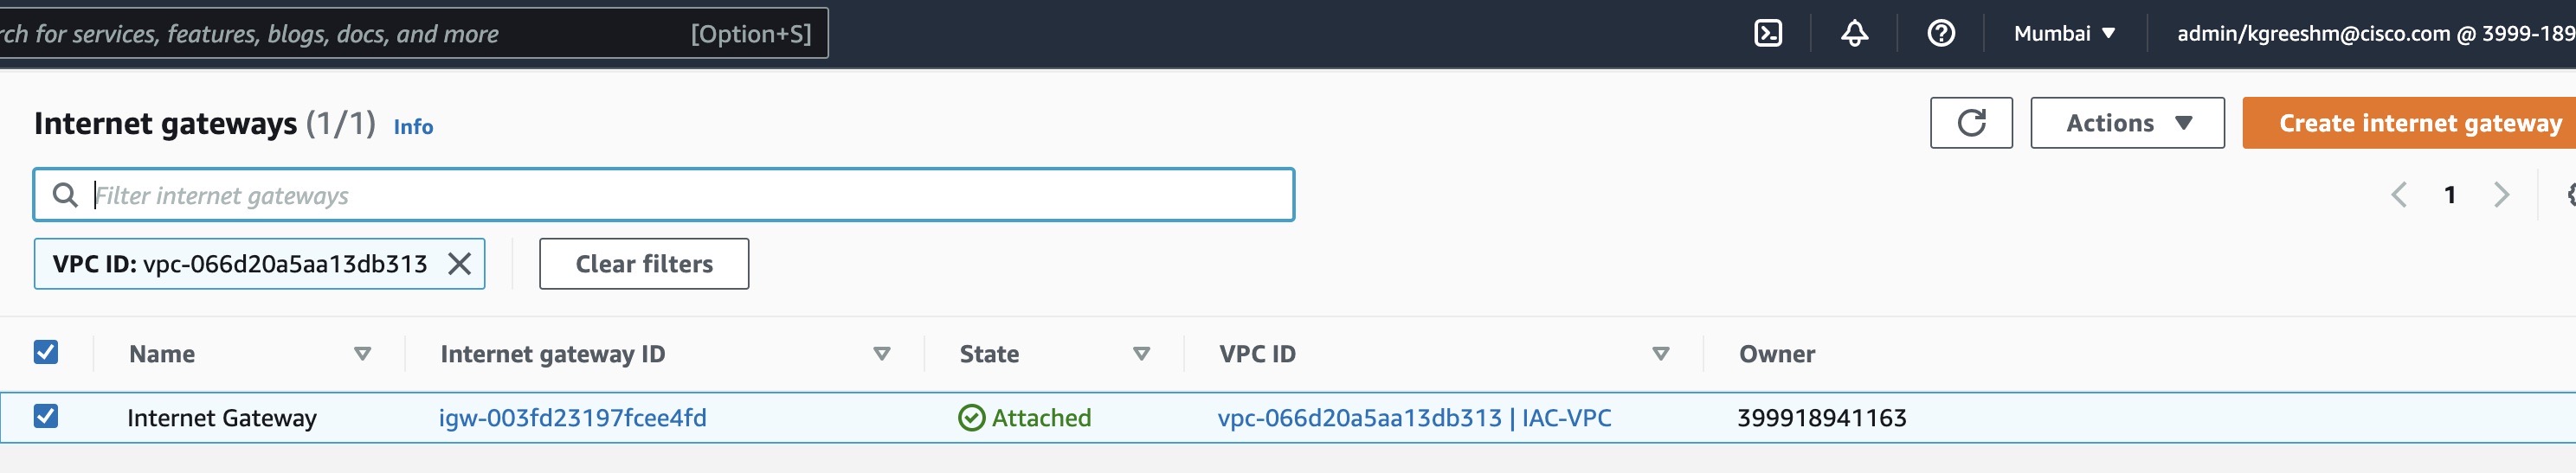 rch for services, features, blogs, docs, and more [Option+S] Mumbai admin/kgreeshm@cisco.com @ 3999-189
Internet gateways (1/1) Info Actions Create internet gateway
Filter internet gateways 1
VPC ID: vpc-066d20a5aa13db313 Clear filters
Name Internet gateway ID State VPC ID Owner
Internet Gateway igw-003fd23197fcee4fd Attached vpc-066d20a5aa13db313 | IAC-VPC 399918941163